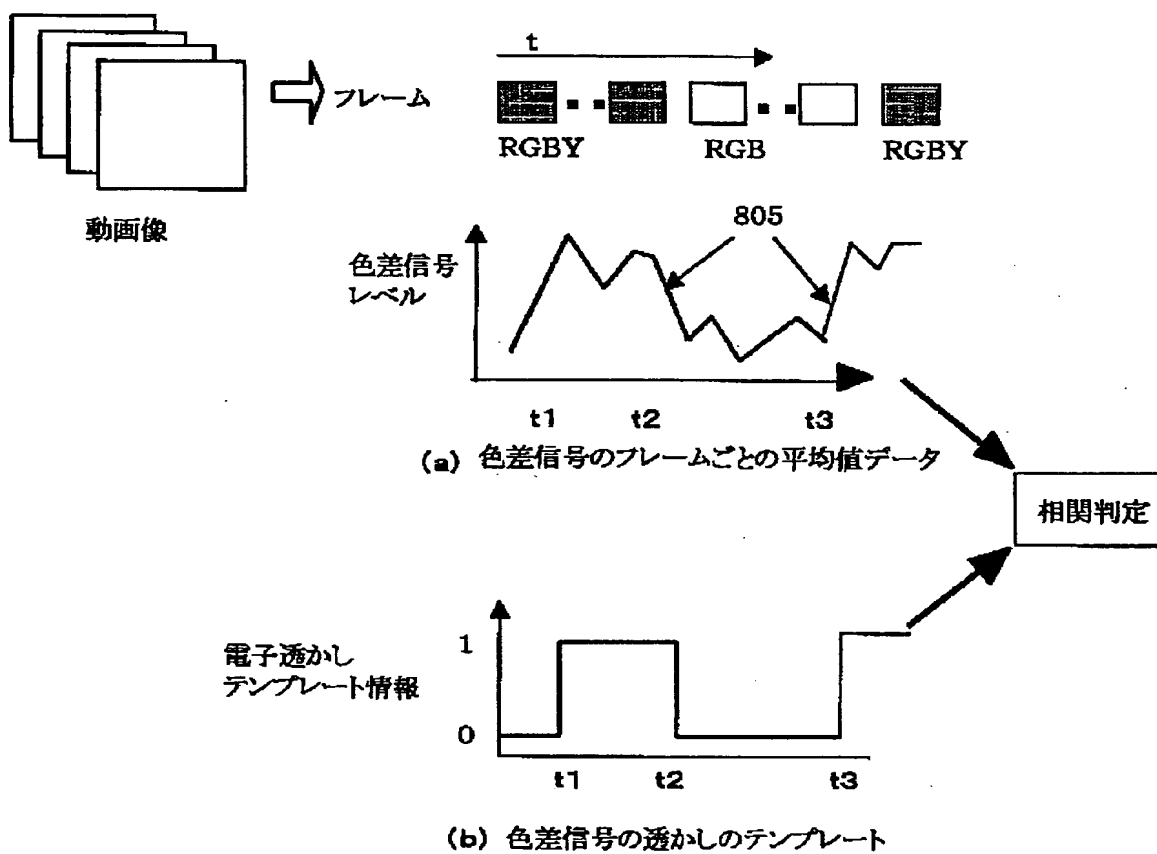 t
フレーム
RGBY
RGB
RGBY
動画像
805
色差信号
レベル
t1
t2
t3
(a) 色差信号のフレームごとの平均値データ
相関判定
電子透かし
テンプレート情報
1
0
t1
t2
t3
(b) 色差信号の透かしのテンプレート